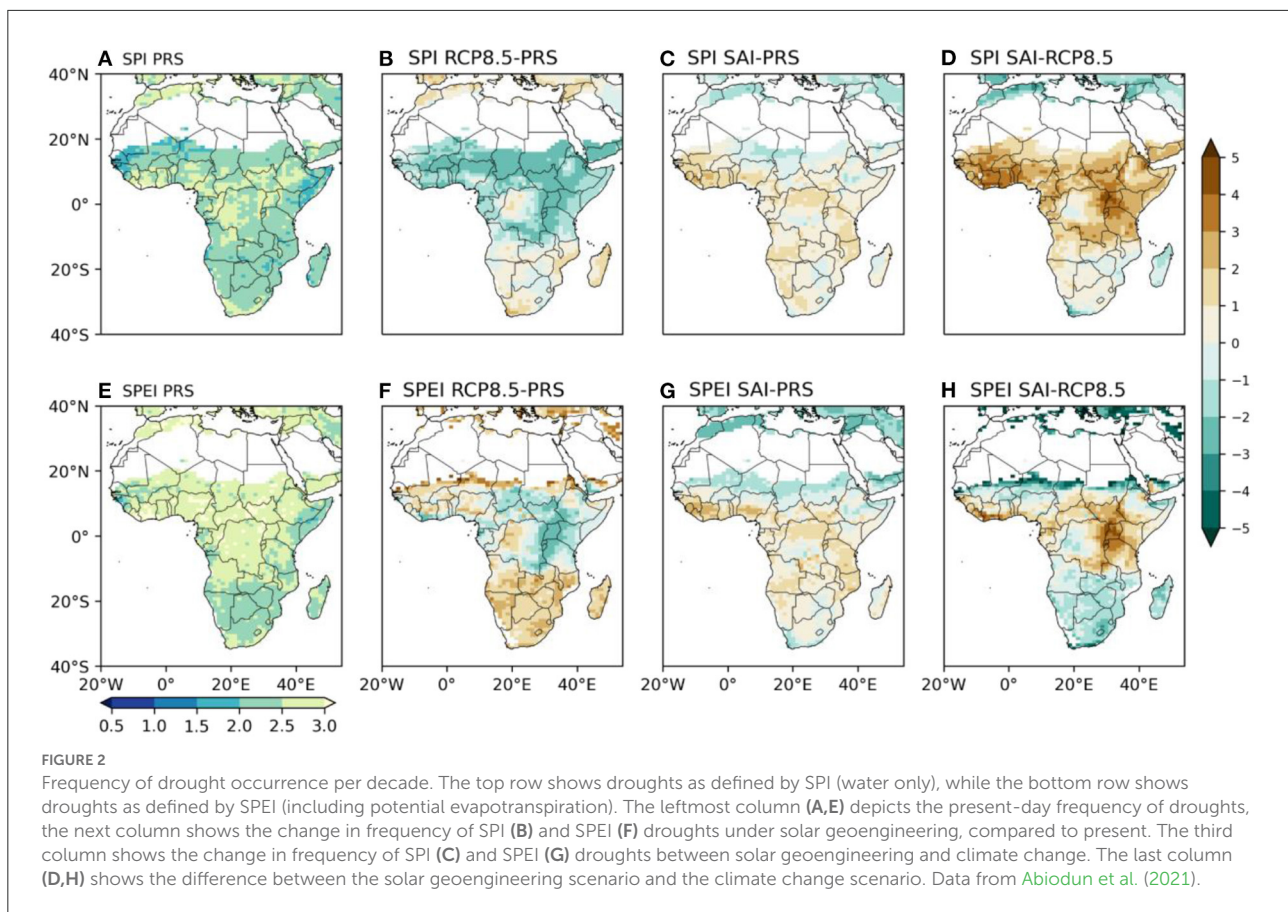 A SPI PRS
B SPI RCP8.5-PRS
C SPI SAI-PRS
D SPI SAI-RCP8.5
40°N
20°N
0°
20°S
40°S
5
4
3
2
1
0
−1
−2
−3
−4
−5
E SPEI PRS
F SPEI RCP8.5-PRS
G SPEI SAI-PRS
H SPEI SAI-RCP8.5
40°N
20°N
0°
20°S
40°S
20°W 0° 20°E 40°E
20°W 0° 20°E 40°E
20°W 0° 20°E 40°E
20°W 0° 20°E 40°E
0.5 1.0 1.5 2.0 2.5 3.0
FIGURE 2
Frequency of drought occurrence per decade. The top row shows droughts as defined by SPI (water only), while the bottom row shows
droughts as defined by SPEI (including potential evapotranspiration). The leftmost column (A,E) depicts the present-day frequency of droughts,
the next column shows the change in frequency of SPI (B) and SPEI (F) droughts under solar geoengineering, compared to present. The third
column shows the change in frequency of SPI (C) and SPEI (G) droughts between solar geoengineering and climate change. The last column
(D,H) shows the difference between the solar geoengineering scenario and the climate change scenario. Data from Abiodun et al. (2021).